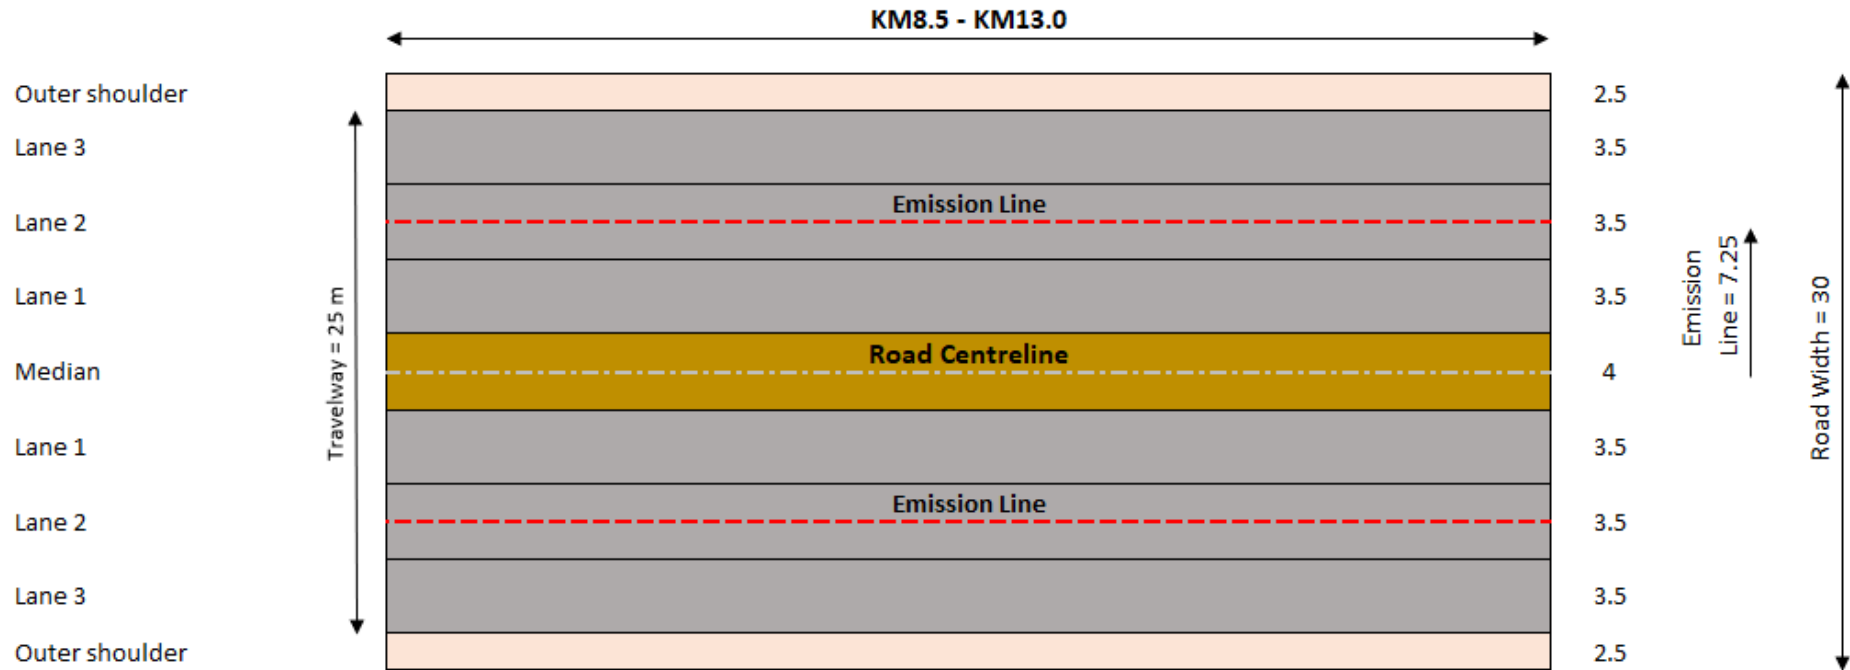 KM8.5 - KM13.0
Outer shoulder 2.5
Lane 3 3.5
Emission Line
Lane 2 3.5
Lane 1 3.5
Road Centreline
Median 4
Lane 1 3.5
Emission Line
Lane 2 3.5
Lane 3 3.5
Outer shoulder 2.5
Travelway = 25 m
Emission
Line = 7.25
Road Width = 30